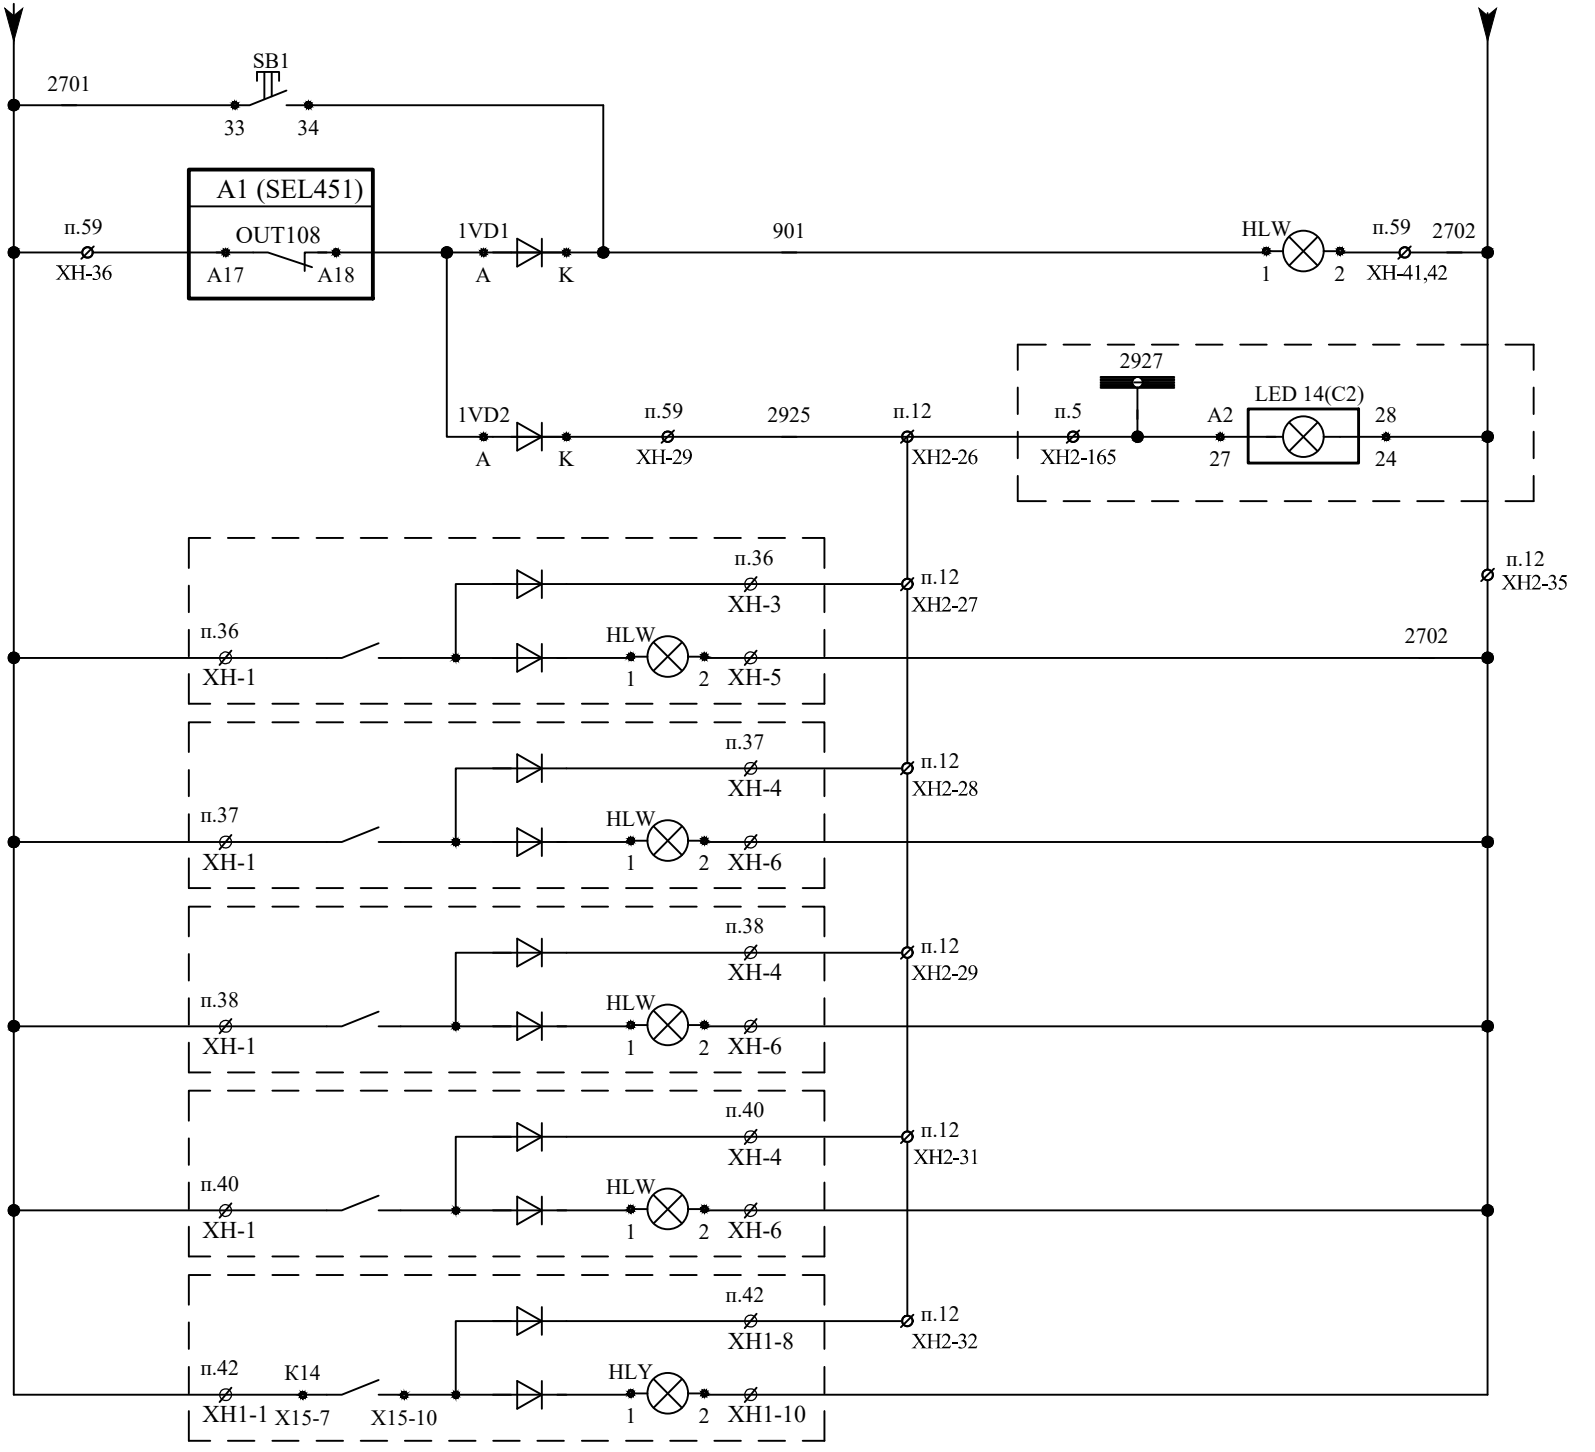 SB1
2701
33 34
A1 (SEL451)
п.59
OUT108
1VD1
901
HLW
п.59
2702
XH-36
A17
A18
A
K
1
2
XH-41,42
2927
LED 14(C2)
1VD2
п.59
2925
п.12
п.5
A2
28
A
K
XH-29
XH2-26
XH2-165
27
24
п.36
п.12
XH-3
XH2-27
п.12
XH2-35
п.36
HLW
2702
XH-1
1
2
XH-5
п.37
п.12
XH-4
XH2-28
п.37
HLW
XH-1
1
2
XH-6
п.38
п.12
XH-4
XH2-29
п.38
HLW
XH-1
1
2
XH-6
п.40
п.12
XH-4
XH2-31
п.40
HLW
XH-1
1
2
XH-6
п.42
п.12
XH1-8
XH2-32
п.42
K14
HLY
XH1-1
X15-7
X15-10
1
2
XH1-10